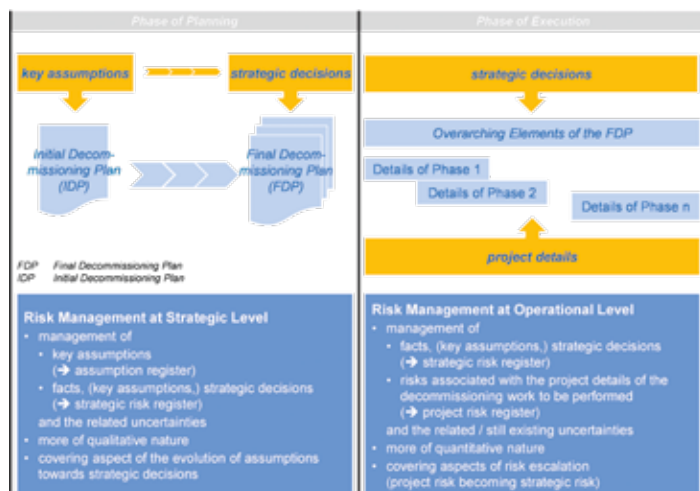 Phase of Planning
key assumptions
strategic decisions
Initial Decom-
missioning Plan
(IDP)
Final Decom-
missioning Plan
(FDP)
FDP Final Decommissioning Plan
IDP Initial Decommissioning Plan
Risk Management at Strategic Level
• management of
• key assumptions
(➔ assumption register)
• facts, (key assumptions,) strategic decisions
(➔ strategic risk register)
and the related uncertainties
• more of qualitative nature
• covering aspect of the evolution of assumptions
towards strategic decisions
Phase of Execution
strategic decisions
Overarching Elements of the FDP
Details of Phase 1
Details of Phase 2
Details of Phase n
project details
Risk Management at Operational Level
• management of
• facts, (key assumptions,) strategic decisions
(➔ strategic risk register)
• risks associated with the project details of the
decommissioning work to be performed
(➔ project risk register)
and the related / still existing uncertainties
• more of quantitative nature
• covering aspects of risk escalation
(project risk becoming strategic risk)